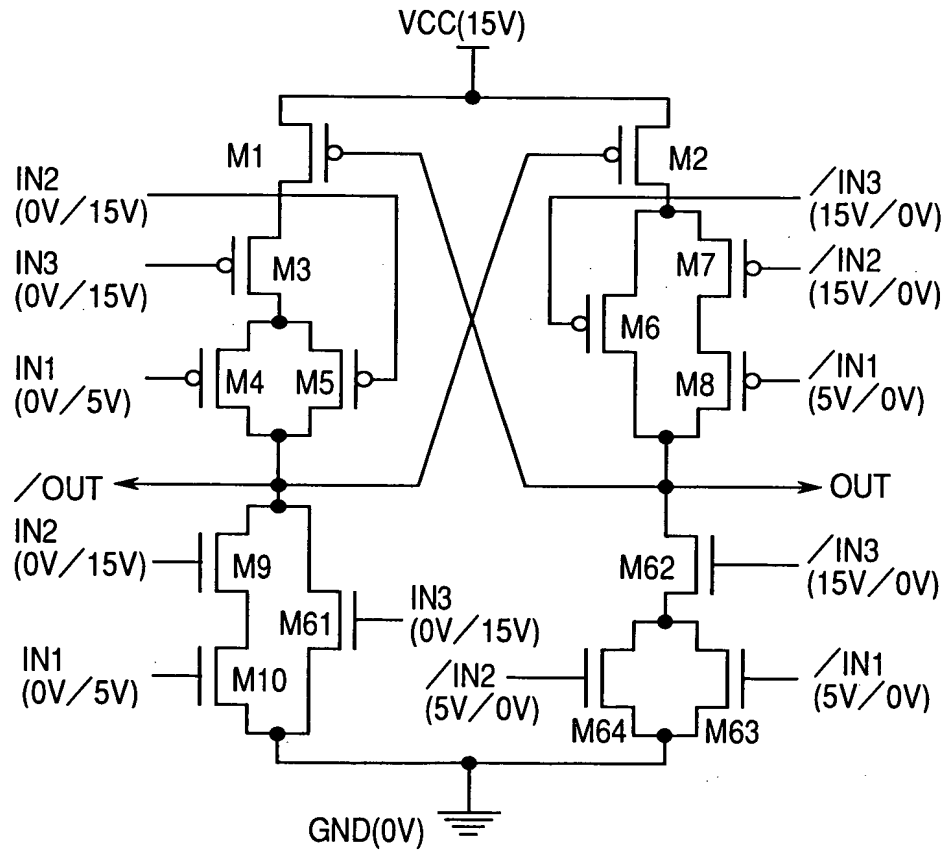 VCC(15V)
M1
M2
IN2
(0V/15V)
/IN3
(15V/0V)
IN3
(0V/15V)
M3
M7
/IN2
(15V/0V)
M6
IN1
(0V/5V)
M4
M5
M8
/IN1
(5V/0V)
/OUT
OUT
IN2
(0V/15V)
M9
M62
/IN3
(15V/0V)
M61
IN3
(0V/15V)
IN1
(0V/5V)
M10
/IN2
(5V/0V)
/IN1
(5V/0V)
M64
M63
GND(0V)